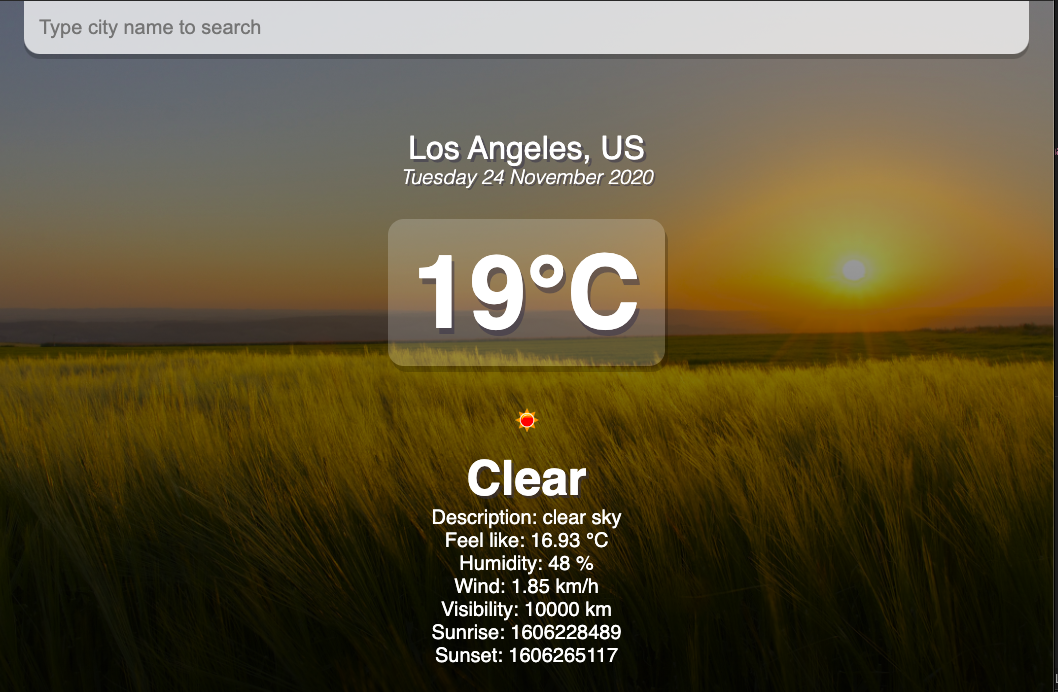 Type city name to search
Los Angeles, US
Tuesday 24 November 2020
19°C
Clear
Description: clear sky
Feel like: 16.93 °C
Humidity: 48 %
Wind: 1.85 km/h
Visibility: 10000 km
Sunrise: 1606228489
Sunset: 1606265117